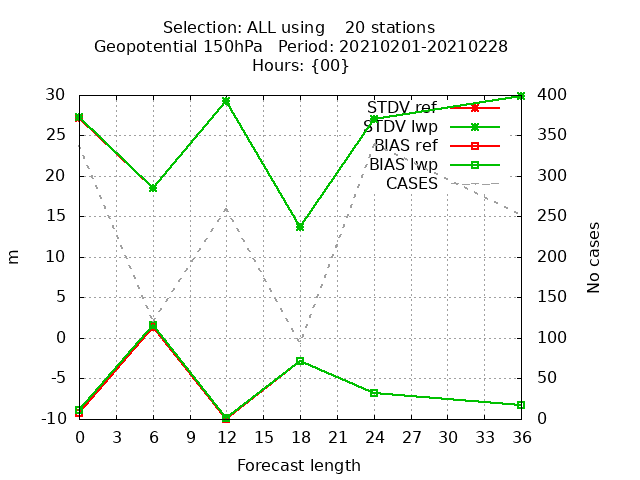 Selection: ALL using    20 stations
Geopotential 150hPa   Period: 20210201-20210228
Hours: {00}
30
25
20
15
10
5
0
-5
-10
m
400
350
300
250
200
150
100
50
0
No cases
STDV ref
STDV lwp
BIAS ref
BIAS lwp
CASES
0 3 6 9 12 15 18 21 24 27 30 33 36
Forecast length